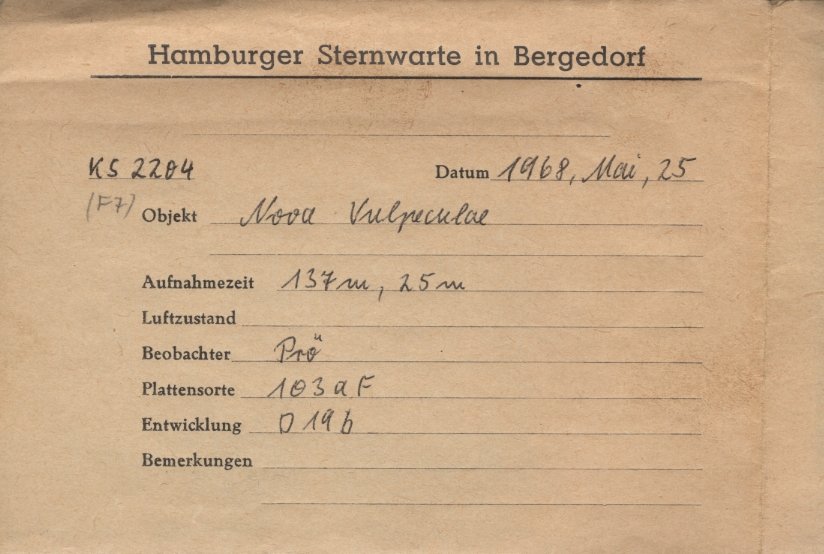 Hamburger Sternwarte in Bergedorf
KS 2204 Datum 1968, Mai, 25
(F7) Objekt Nova Vulpeculae
Aufnahmezeit 137m, 25m
Luftzustand
Beobachter Prö
Plattensorte 103aF
Entwicklung D19b
Bemerkungen